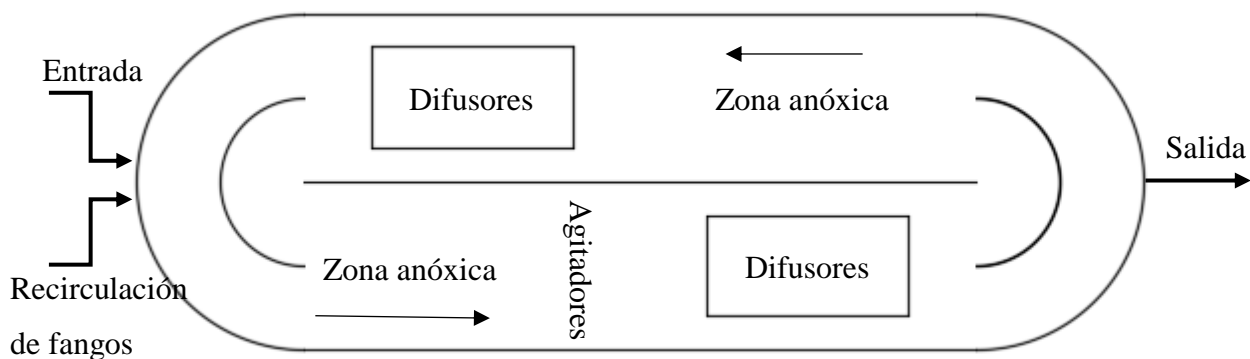 Entrada
Difusores
Zona anóxica
Salida
Zona anóxica
Agitadores
Difusores
Recirculación
de fangos